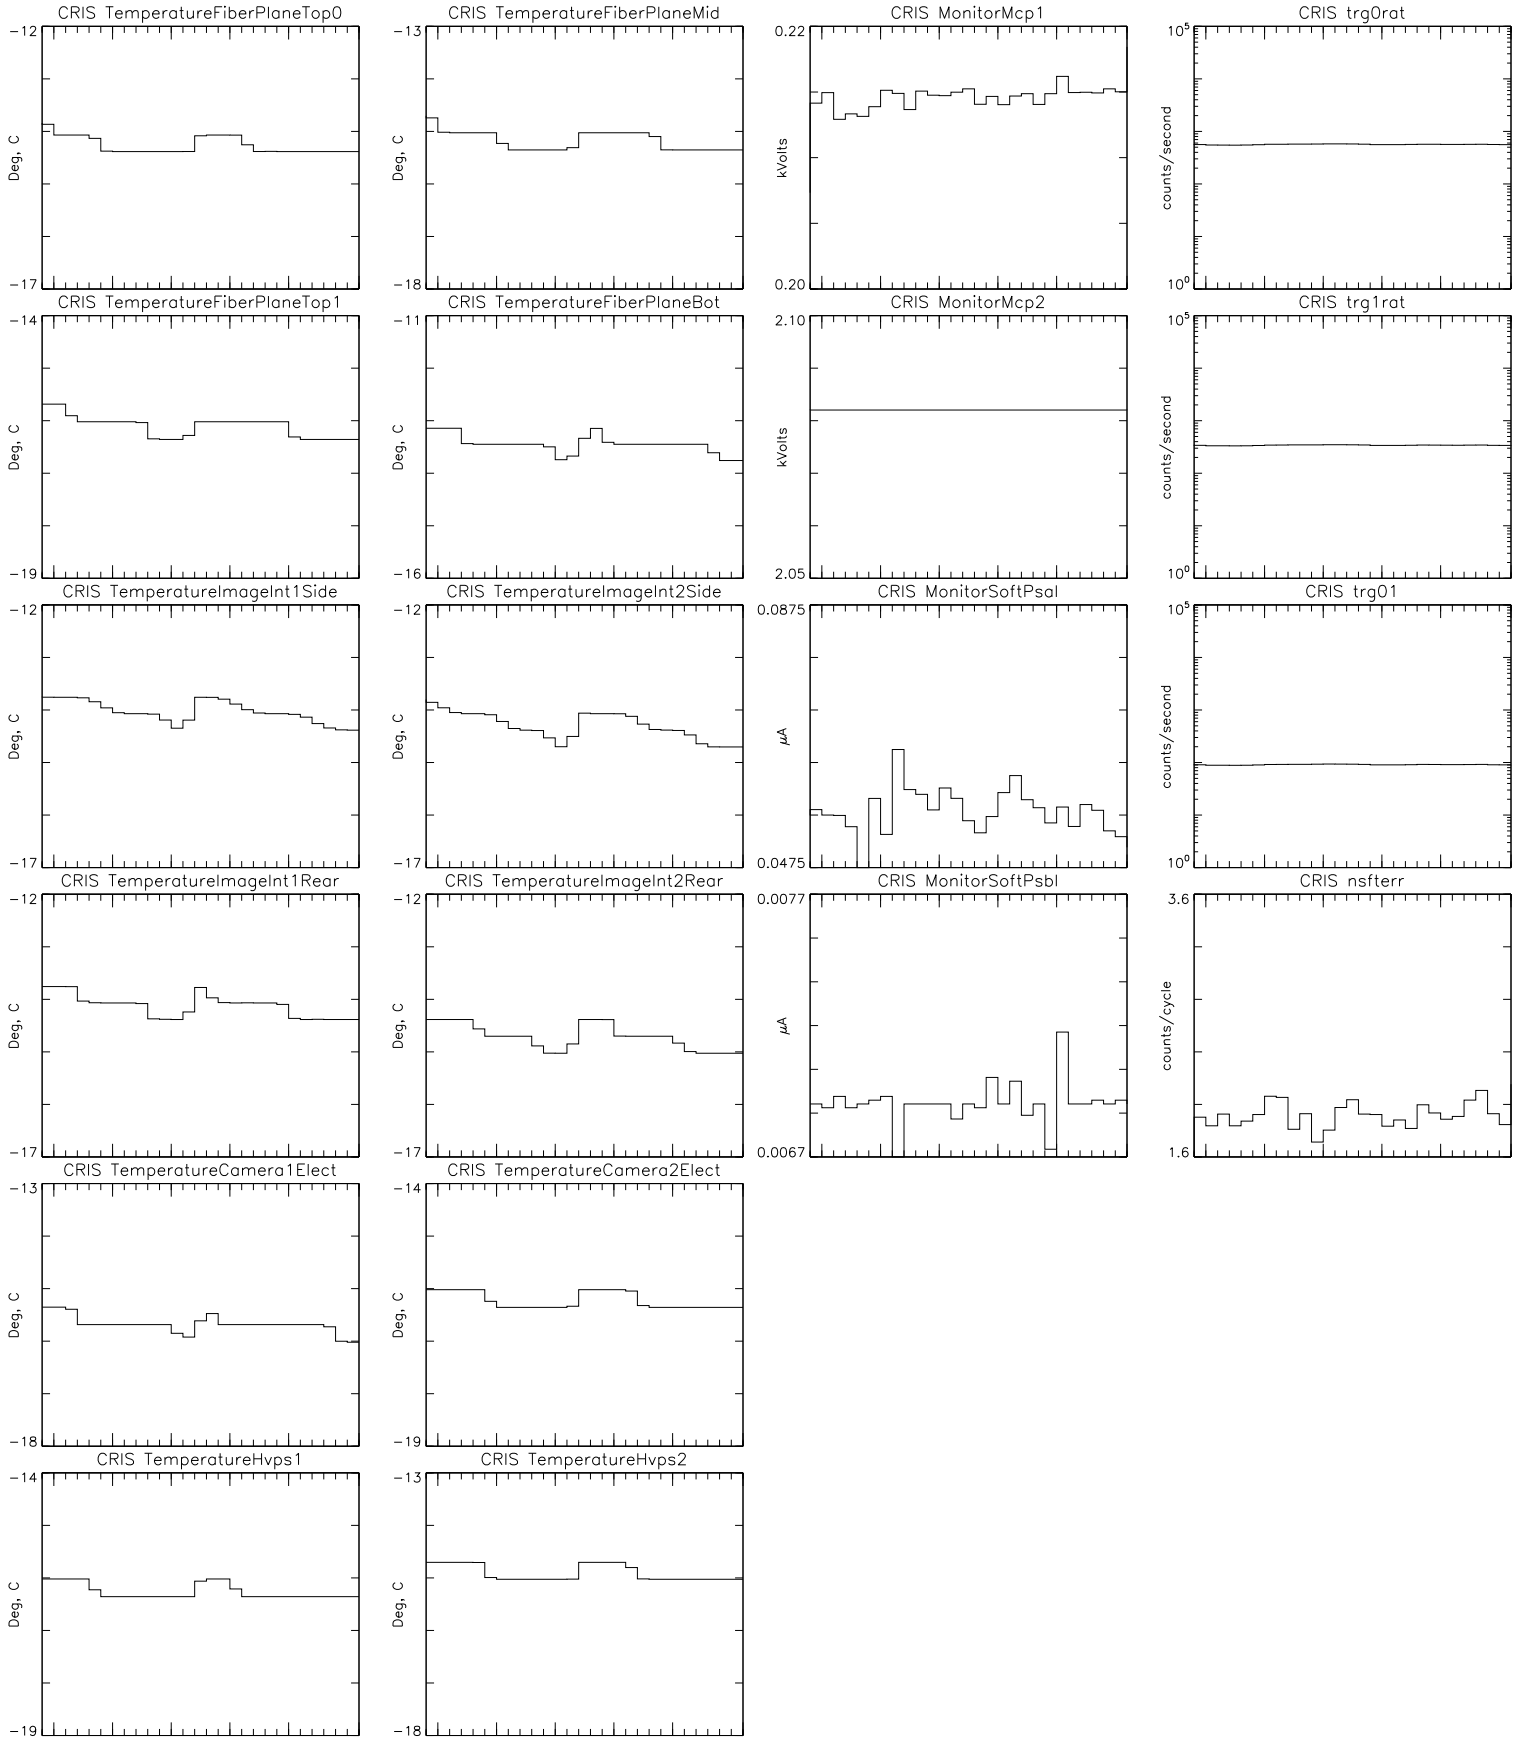 CRIS TemperatureFiberPlaneTop0
-12
Deg, C
-17
CRIS TemperatureFiberPlaneMid
-13
Deg, C
-18
CRIS MonitorMcp1
0.22
kVolts
0.20
CRIS trg0rat
10⁵
counts/second
10⁰
CRIS TemperatureFiberPlaneTop1
-14
Deg, C
-19
CRIS TemperatureFiberPlaneBot
-11
Deg, C
-16
CRIS MonitorMcp2
2.10
kVolts
2.05
CRIS trg1rat
10⁵
counts/second
10⁰
CRIS TemperatureImageInt1Side
-12
Deg, C
-17
CRIS TemperatureImageInt2Side
-12
Deg, C
-17
CRIS MonitorSoftPsaI
0.0875
μA
0.0475
CRIS trg01
10⁵
counts/second
10⁰
CRIS TemperatureImageInt1Rear
-12
Deg, C
-17
CRIS TemperatureImageInt2Rear
-12
Deg, C
-17
CRIS MonitorSoftPsbI
0.0077
μA
0.0067
CRIS nsfterr
3.6
counts/cycle
1.6
CRIS TemperatureCamera1Elect
-13
Deg, C
-18
CRIS TemperatureCamera2Elect
-14
Deg, C
-19
CRIS TemperatureHvps1
-14
Deg, C
-19
CRIS TemperatureHvps2
-13
Deg, C
-18